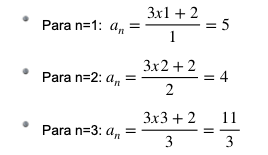 Para n=1: aₙ = (3x1 + 2)/1 = 5
Para n=2: aₙ = (3x2 + 2)/2 = 4
Para n=3: aₙ = (3x3 + 2)/3 = 11/3